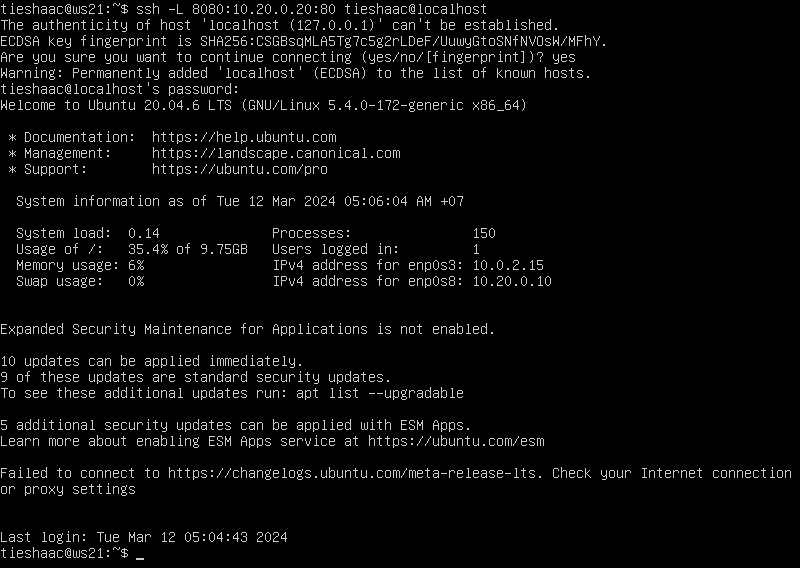 tieshaac@ws21:~$ ssh -L 8080:10.20.0.20:80 tieshaac@localhost
The authenticity of host 'localhost (127.0.0.1)' can't be established.
ECDSA key fingerprint is SHA256:CSGBsqMLA5Tg7c5g2rLDeF/UuwyGtoSNfNVOsW/MFhY.
Are you sure you want to continue connecting (yes/no/[fingerprint])? yes
Warning: Permanently added 'localhost' (ECDSA) to the list of known hosts.
tieshaac@localhost's password:
Welcome to Ubuntu 20.04.6 LTS (GNU/Linux 5.4.0-172-generic x86_64)
* Documentation:  https://help.ubuntu.com
* Management:     https://landscape.canonical.com
* Support:        https://ubuntu.com/pro
System information as of Tue 12 Mar 2024 05:06:04 AM +07
System load:  0.14              Processes:               150
Usage of /:   35.4% of 9.75GB   Users logged in:         1
Memory usage: 6%                IPv4 address for enp0s3: 10.0.2.15
Swap usage:   0%                IPv4 address for enp0s8: 10.20.0.10
Expanded Security Maintenance for Applications is not enabled.
10 updates can be applied immediately.
9 of these updates are standard security updates.
To see these additional updates run: apt list --upgradable
5 additional security updates can be applied with ESM Apps.
Learn more about enabling ESM Apps service at https://ubuntu.com/esm
Failed to connect to https://changelogs.ubuntu.com/meta-release-lts. Check your Internet connection
or proxy settings
Last login: Tue Mar 12 05:04:43 2024
tieshaac@ws21:~$ _